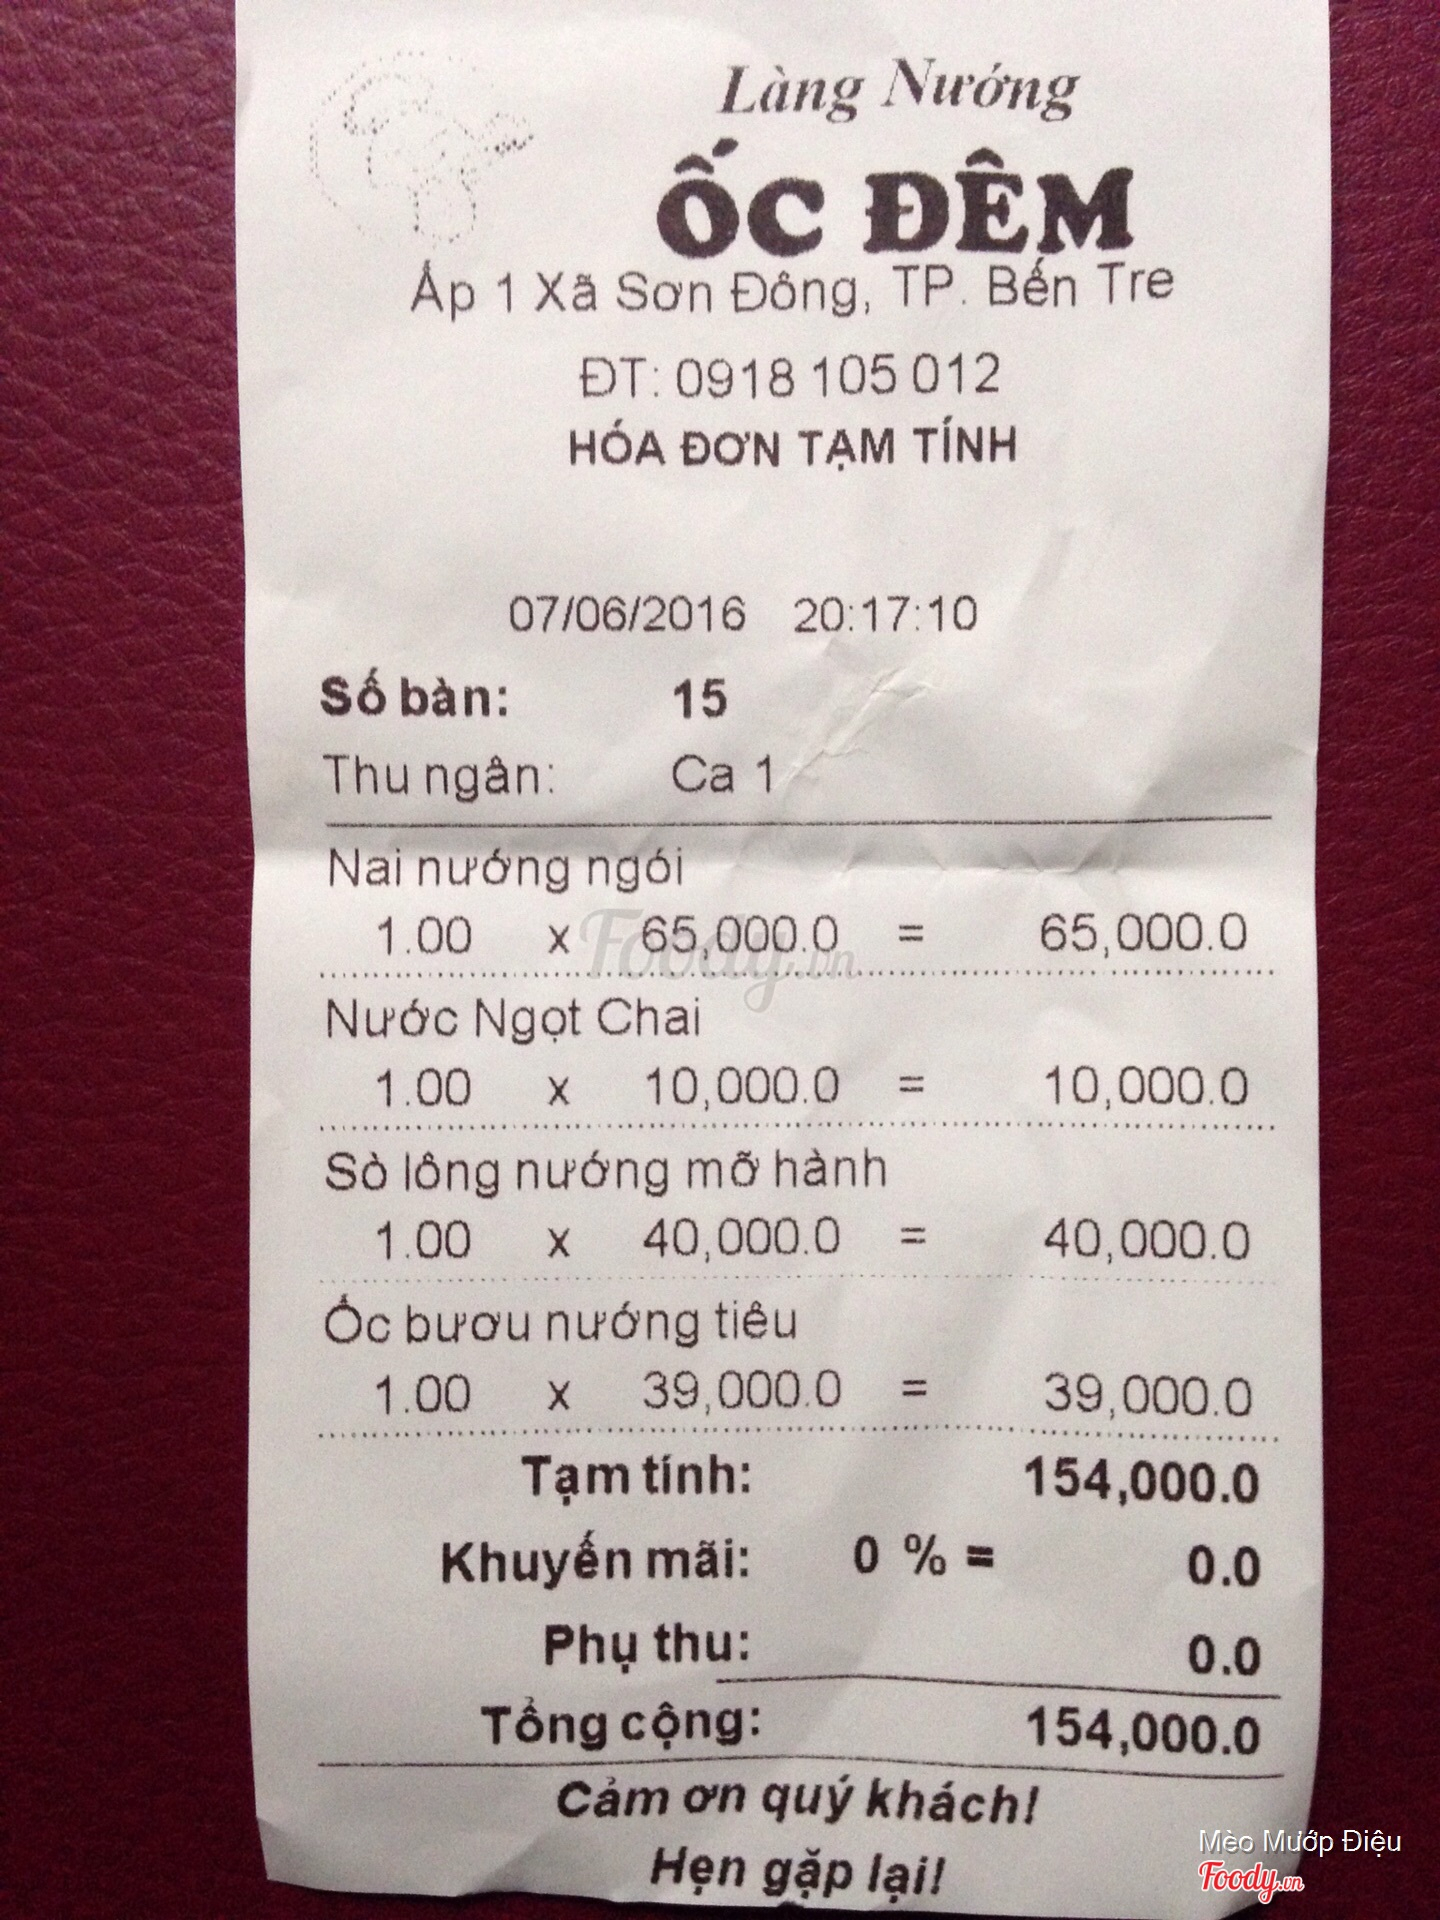 Làng Nướng
ỐC ĐÊM
Ấp 1 Xã Sơn Đông, TP. Bến Tre
ĐT: 0918 105 012
HÓA ĐƠN TẠM TÍNH
07/06/2016 20:17:10
Số bàn: 15
Thu ngân: Ca 1
Nai nướng ngói
1.00 x 65,000.0 = 65,000.0
Foody.vn
Nước Ngọt Chai
1.00 x 10,000.0 = 10,000.0
Sò lông nướng mỡ hành
1.00 x 40,000.0 = 40,000.0
Ốc bươu nướng tiêu
1.00 x 39,000.0 = 39,000.0
Tạm tính: 154,000.0
Khuyến mãi: 0 % = 0.0
Phụ thu: 0.0
Tổng cộng: 154,000.0
Cảm ơn quý khách!
Hẹn gặp lại!
Mèo Mướp Điệu
Foody.vn